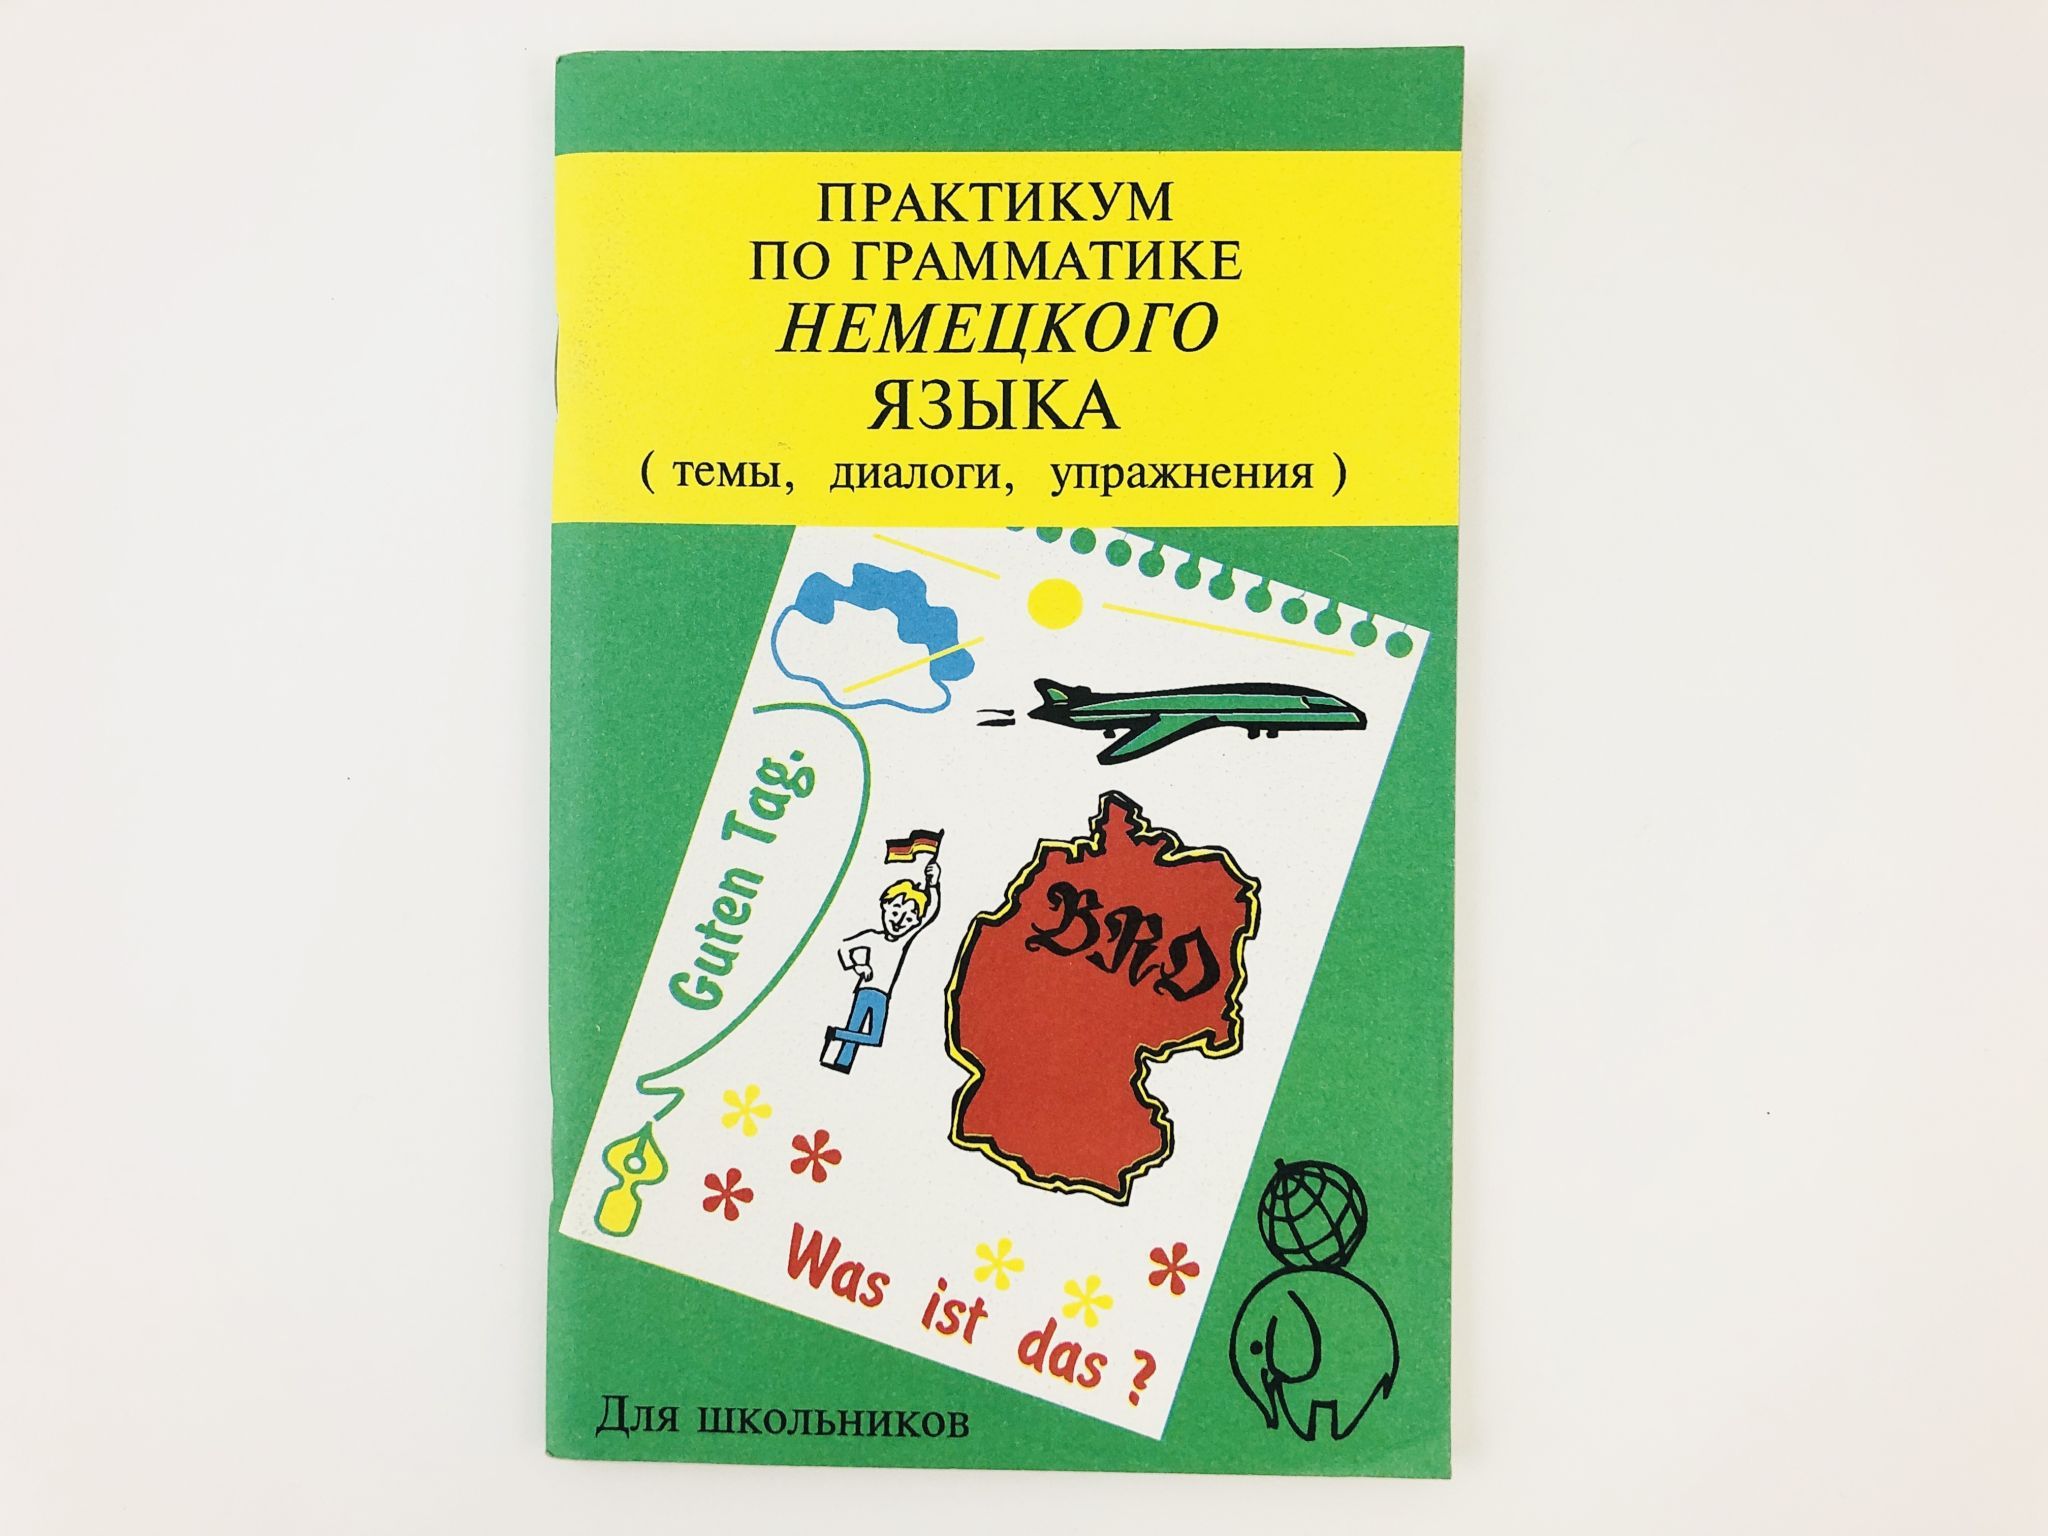 ПРАКТИКУМ
ПО ГРАММАТИКЕ
НЕМЕЦКОГО
ЯЗЫКА
( темы, диалоги, упражнения )
Guten Tag.
BRD
Was ist das ?
Для школьников